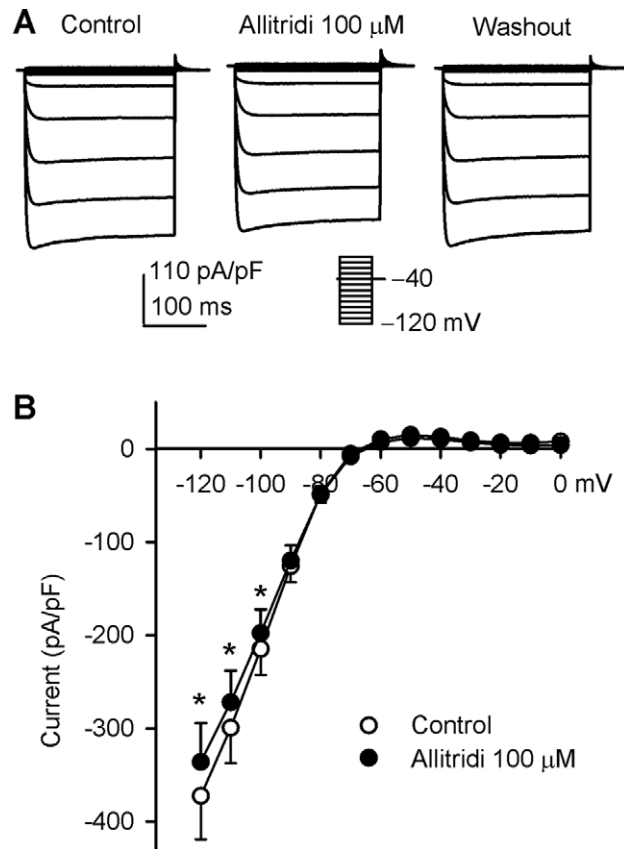 A
Control Allitridi 100 μM Washout
110 pA/pF
100 ms
–40
–120 mV
B
0
-120 -100 -80 -60 -40 -20 0 mV
-100
*
-200
*
*
-300
-400
Current (pA/pF)
Control
Allitridi 100 μM